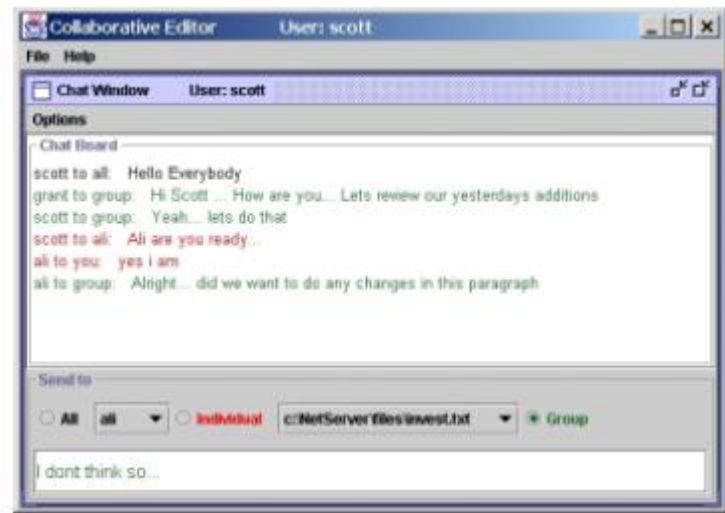 Collaborative Editor User: scott
File Help
Chat Window User: scott
Options
Chat Board
scott to all: Hello Everybody
grant to group: Hi Scott ... How are you... Lets review our yesterdays additions
scott to group: Yeah... lets do that
scott to ali: Ali are you ready...
ali to you: yes i am
ali to group: Alright... did we want to do any changes in this paragraph
Send to
All ali Individual c:\NetServer\files\invest.txt Group
I dont think so...